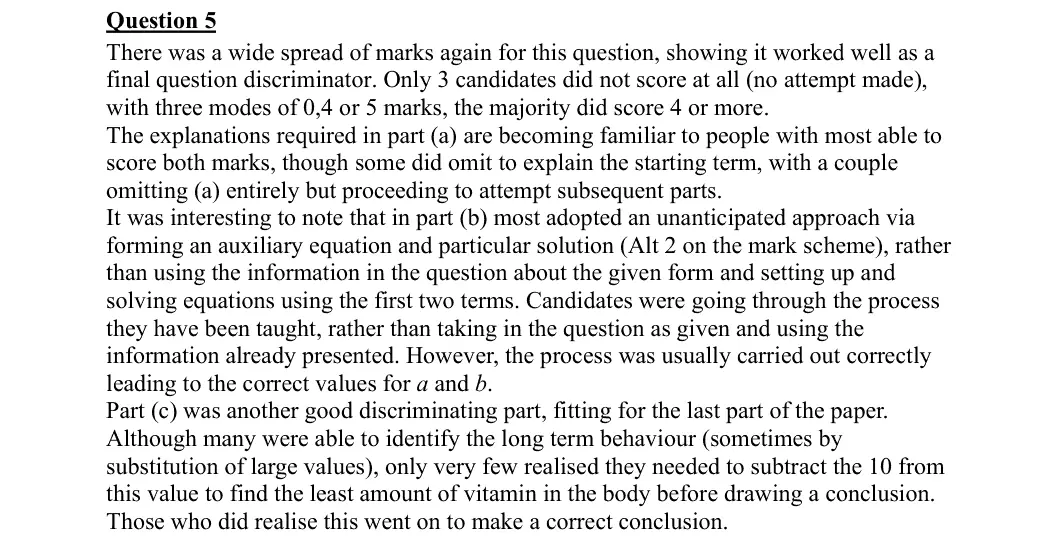 Question 5
There was a wide spread of marks again for this question, showing it worked well as a
final question discriminator. Only 3 candidates did not score at all (no attempt made),
with three modes of 0,4 or 5 marks, the majority did score 4 or more.
The explanations required in part (a) are becoming familiar to people with most able to
score both marks, though some did omit to explain the starting term, with a couple
omitting (a) entirely but proceeding to attempt subsequent parts.
It was interesting to note that in part (b) most adopted an unanticipated approach via
forming an auxiliary equation and particular solution (Alt 2 on the mark scheme), rather
than using the information in the question about the given form and setting up and
solving equations using the first two terms. Candidates were going through the process
they have been taught, rather than taking in the question as given and using the
information already presented. However, the process was usually carried out correctly
leading to the correct values for a and b.
Part (c) was another good discriminating part, fitting for the last part of the paper.
Although many were able to identify the long term behaviour (sometimes by
substitution of large values), only very few realised they needed to subtract the 10 from
this value to find the least amount of vitamin in the body before drawing a conclusion.
Those who did realise this went on to make a correct conclusion.